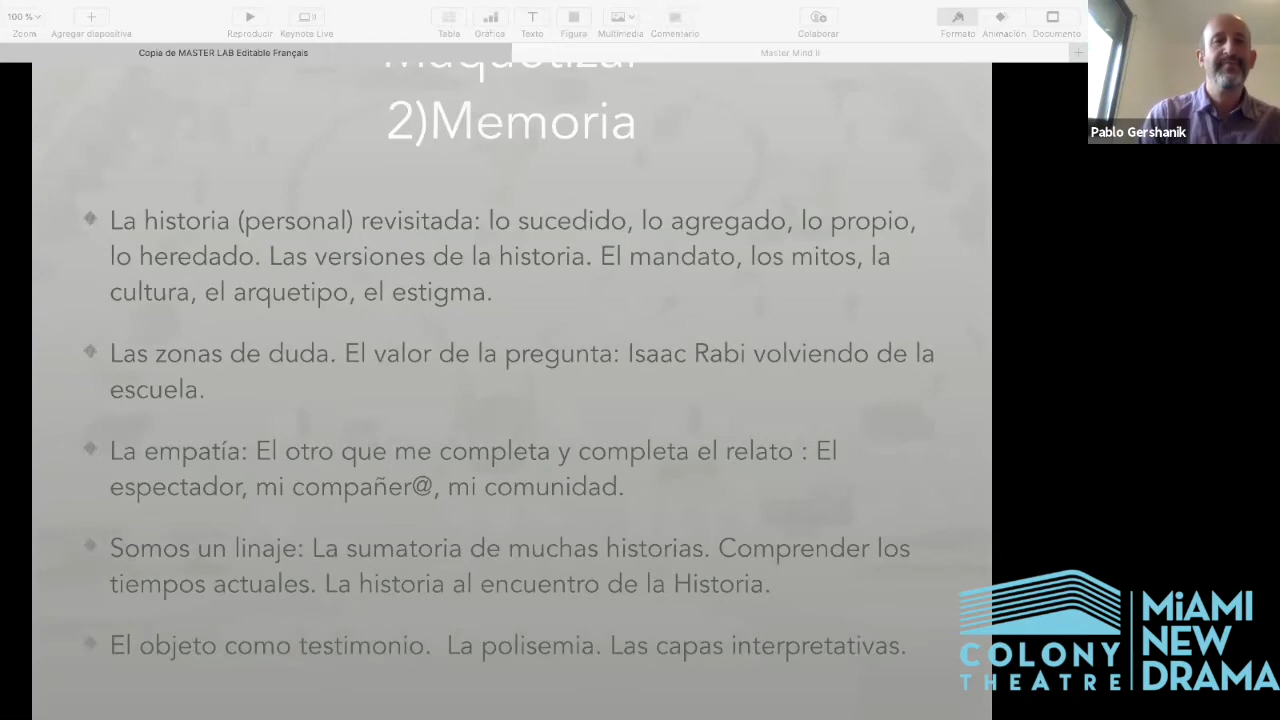 100 %
Zoom
Agregar diapositiva
Reproducir
Keynote Live
Tabla
Gráfica
Texto
Figura
Multimedia
Comentario
Colaborar
Formato
Animación
Documento
Copia de MASTER LAB Editable Français
Master Mind II
Maquetizar
2)Memoria
La historia (personal) revisitada: lo sucedido, lo agregado, lo propio,
lo heredado. Las versiones de la historia. El mandato, los mitos, la
cultura, el arquetipo, el estigma.
Las zonas de duda. El valor de la pregunta: Isaac Rabi volviendo de la
escuela.
La empatía: El otro que me completa y completa el relato : El
espectador, mi compañer@, mi comunidad.
Somos un linaje: La sumatoria de muchas historias. Comprender los
tiempos actuales. La historia al encuentro de la Historia.
El objeto como testimonio. La polisemia. Las capas interpretativas.
Pablo Gershanik
COLONY
THEATRE
MiAMI
NEW
DRAMA